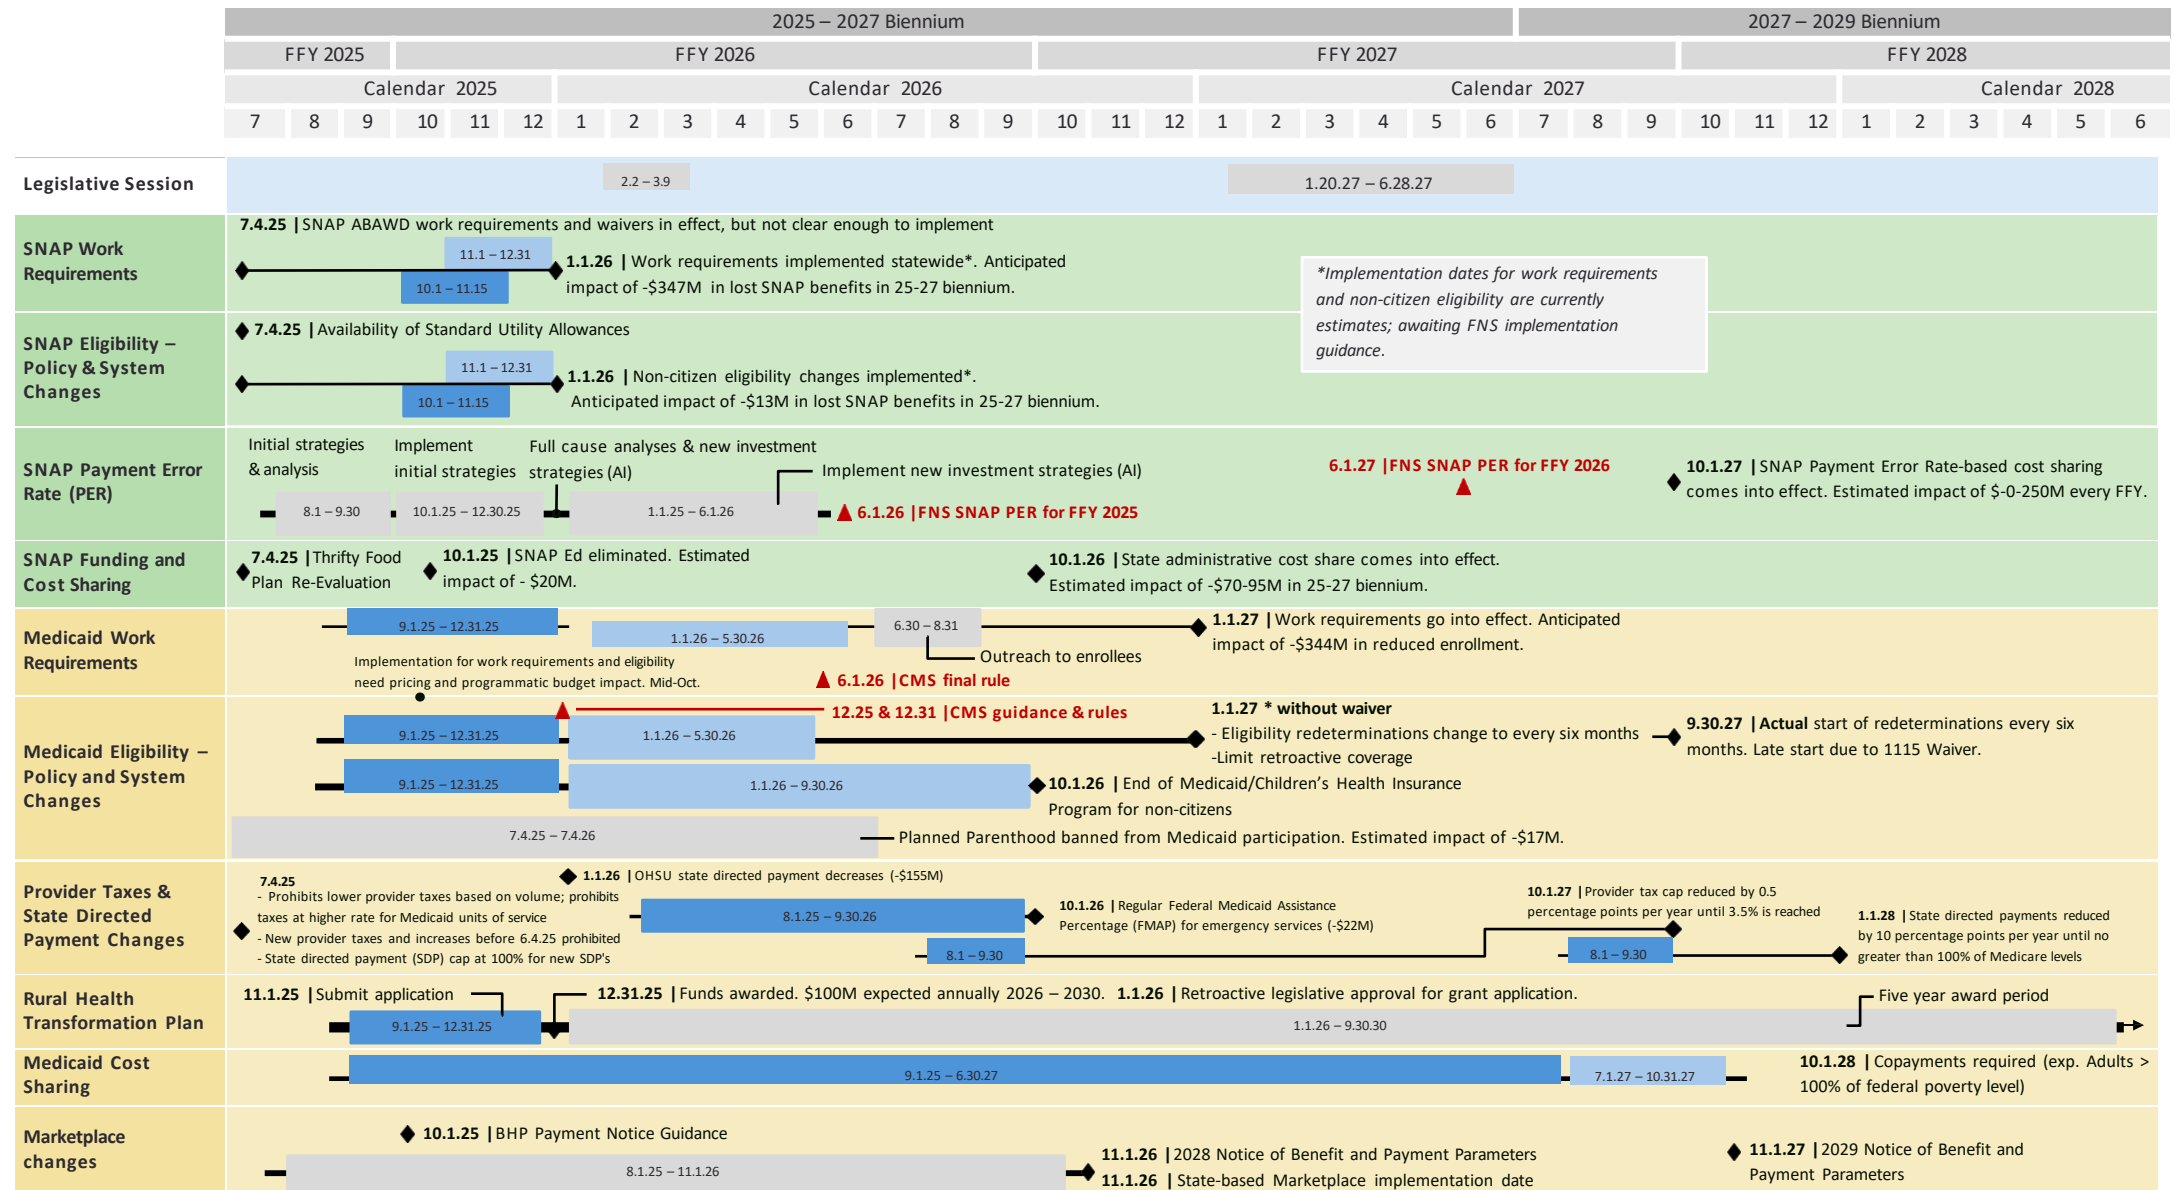 2025 – 2027 Biennium
2027 – 2029 Biennium
FFY 2025
FFY 2026
FFY 2027
FFY 2028
Calendar 2025
Calendar 2026
Calendar 2027
Calendar 2028
7 8 9 10 11 12 1 2 3 4 5 6 7 8 9 10 11 12 1 2 3 4 5 6 7 8 9 10 11 12 1 2 3 4 5 6
Legislative Session
2.2 – 3.9
1.20.27 – 6.28.27
SNAP Work
Requirements
7.4.25 | SNAP ABAWD work requirements and waivers in effect, but not clear enough to implement
11.1 – 12.31
10.1 – 11.15
1.1.26 | Work requirements implemented statewide*. Anticipated
impact of -$347M in lost SNAP benefits in 25-27 biennium.
*Implementation dates for work requirements
and non-citizen eligibility are currently
estimates; awaiting FNS implementation
guidance.
SNAP Eligibility –
Policy & System
Changes
7.4.25 | Availability of Standard Utility Allowances
11.1 – 12.31
10.1 – 11.15
1.1.26 | Non-citizen eligibility changes implemented*.
Anticipated impact of -$13M in lost SNAP benefits in 25-27 biennium.
SNAP Payment Error
Rate (PER)
Initial strategies
& analysis
Implement
initial strategies
Full cause analyses & new investment
strategies (AI)
Implement new investment strategies (AI)
8.1 – 9.30
10.1.25 – 12.30.25
1.1.25 – 6.1.26
6.1.26 | FNS SNAP PER for FFY 2025
6.1.27 | FNS SNAP PER for FFY 2026
10.1.27 | SNAP Payment Error Rate-based cost sharing
comes into effect. Estimated impact of $-0-250M every FFY.
SNAP Funding and
Cost Sharing
7.4.25 | Thrifty Food
Plan Re-Evaluation
10.1.25 | SNAP Ed eliminated. Estimated
impact of - $20M.
10.1.26 | State administrative cost share comes into effect.
Estimated impact of -$70-95M in 25-27 biennium.
Medicaid Work
Requirements
9.1.25 – 12.31.25
1.1.26 – 5.30.26
6.30 – 8.31
Outreach to enrollees
1.1.27 | Work requirements go into effect. Anticipated
impact of -$344M in reduced enrollment.
Implementation for work requirements and eligibility
need pricing and programmatic budget impact. Mid-Oct.
6.1.26 | CMS final rule
Medicaid Eligibility –
Policy and System
Changes
12.25 & 12.31 | CMS guidance & rules
9.1.25 – 12.31.25
1.1.26 – 5.30.26
1.1.27 * without waiver
- Eligibility redeterminations change to every six months
-Limit retroactive coverage
9.30.27 | Actual start of redeterminations every six
months. Late start due to 1115 Waiver.
9.1.25 – 12.31.25
1.1.26 – 9.30.26
10.1.26 | End of Medicaid/Children's Health Insurance
Program for non-citizens
7.4.25 – 7.4.26
Planned Parenthood banned from Medicaid participation. Estimated impact of -$17M.
Provider Taxes &
State Directed
Payment Changes
7.4.25
- Prohibits lower provider taxes based on volume; prohibits
taxes at higher rate for Medicaid units of service
- New provider taxes and increases before 6.4.25 prohibited
- State directed payment (SDP) cap at 100% for new SDP's
1.1.26 | OHSU state directed payment decreases (-$155M)
8.1.25 – 9.30.26
10.1.26 | Regular Federal Medicaid Assistance
Percentage (FMAP) for emergency services (-$22M)
8.1 – 9.30
10.1.27 | Provider tax cap reduced by 0.5
percentage points per year until 3.5% is reached
8.1 – 9.30
1.1.28 | State directed payments reduced
by 10 percentage points per year until no
greater than 100% of Medicare levels
Rural Health
Transformation Plan
11.1.25 | Submit application
12.31.25 | Funds awarded. $100M expected annually 2026 – 2030. 1.1.26 | Retroactive legislative approval for grant application.
Five year award period
9.1.25 – 12.31.25
1.1.26 – 9.30.30
Medicaid Cost
Sharing
9.1.25 – 6.30.27
7.1.27 – 10.31.27
10.1.28 | Copayments required (exp. Adults >
100% of federal poverty level)
Marketplace
changes
10.1.25 | BHP Payment Notice Guidance
8.1.25 – 11.1.26
11.1.26 | 2028 Notice of Benefit and Payment Parameters
11.1.26 | State-based Marketplace implementation date
11.1.27 | 2029 Notice of Benefit and
Payment Parameters